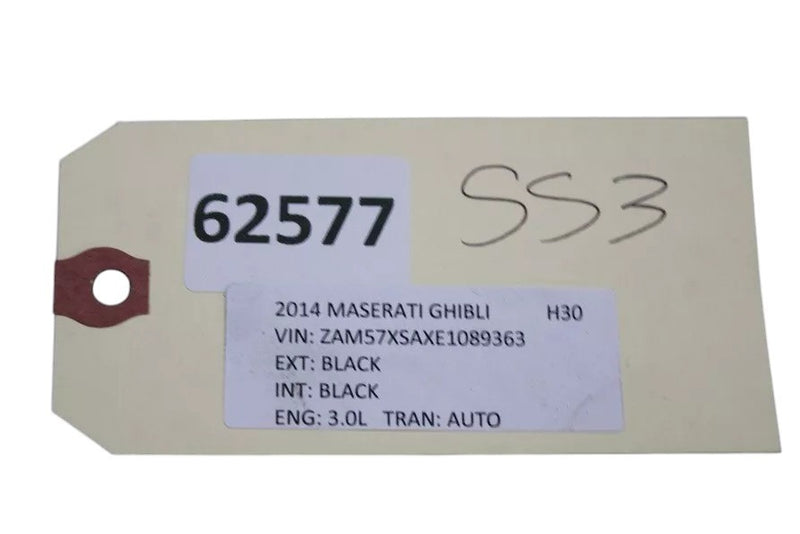 62577
SS3
2014 MASERATI GHIBLI H30
VIN: ZAM57XSAXE1089363
EXT: BLACK
INT: BLACK
ENG: 3.0L TRAN: AUTO